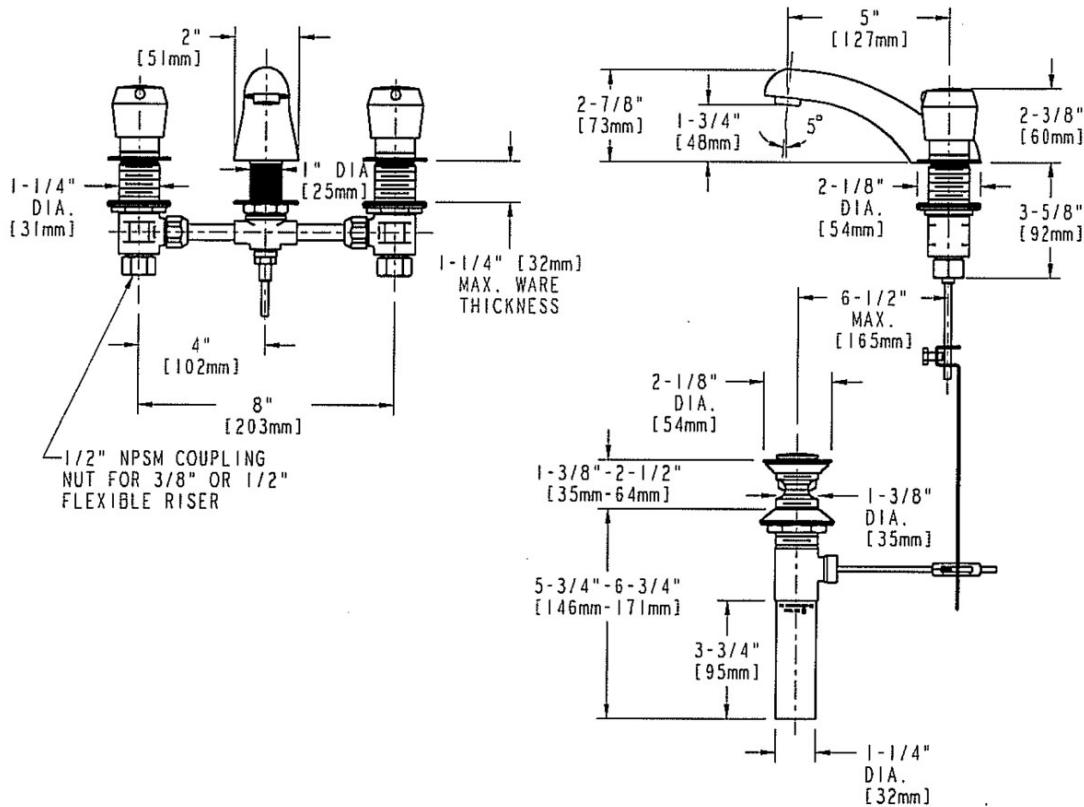 2"
[51mm]
1-1/4"
DIA.
[31mm]
1" DIA
[25mm]
1-1/4" [32mm]
MAX. WARE
THICKNESS
4"
[102mm]
8"
[203mm]
1/2" NPSM COUPLING
NUT FOR 3/8" OR 1/2"
FLEXIBLE RISER
5"
[127mm]
2-7/8"
[73mm]
1-3/4"
[48mm]
5°
2-3/8"
[60mm]
2-1/8"
DIA.
[54mm]
3-5/8"
[92mm]
6-1/2"
MAX.
[165mm]
2-1/8"
DIA.
[54mm]
1-3/8"-2-1/2"
[35mm-64mm]
1-3/8"
DIA.
[35mm]
5-3/4"-6-3/4"
[146mm-171mm]
3-3/4"
[95mm]
1-1/4"
DIA.
[32mm]